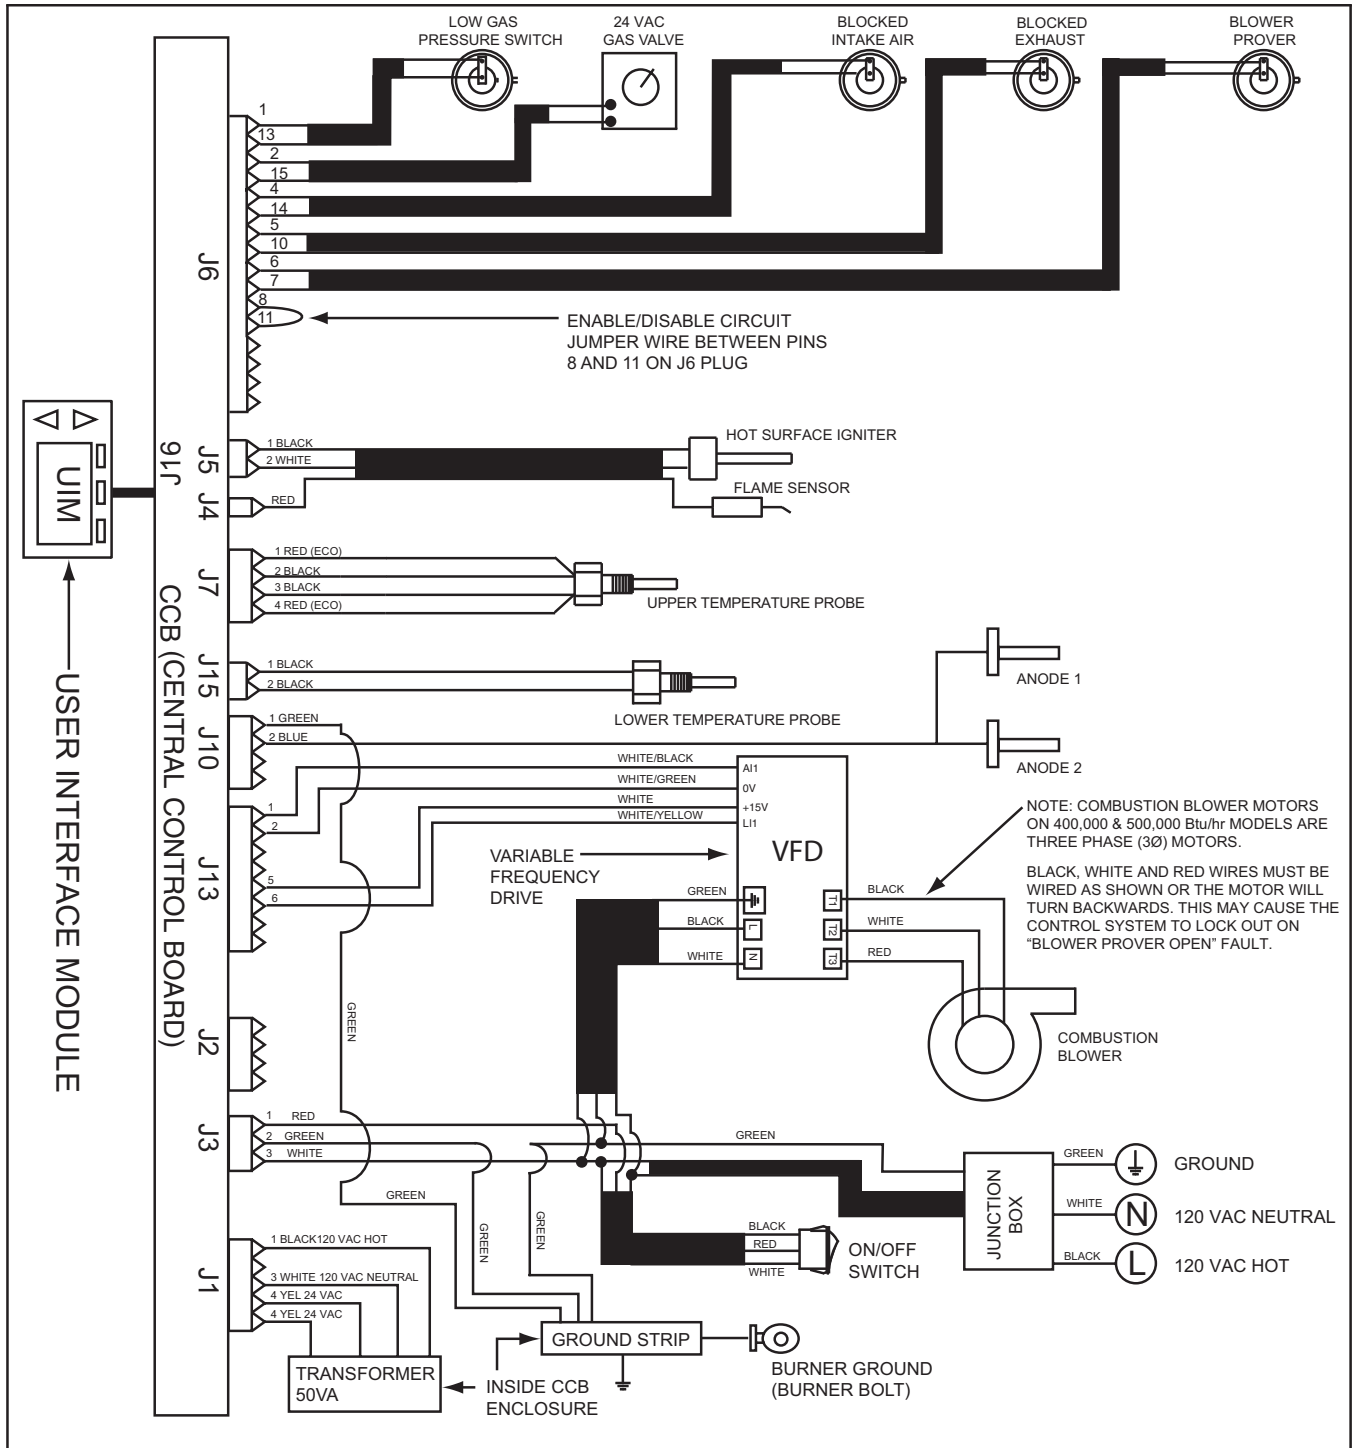 LOW GAS
PRESSURE SWITCH
24 VAC
GAS VALVE
BLOCKED
INTAKE AIR
BLOCKED
EXHAUST
BLOWER
PROVER
J6
1
13
2
15
4
14
5
10
6
7
8
11
ENABLE/DISABLE CIRCUIT
JUMPER WIRE BETWEEN PINS
8 AND 11 ON J6 PLUG
UIM
USER INTERFACE MODULE
J16
CCB (CENTRAL CONTROL BOARD)
J5
1 BLACK
2 WHITE
HOT SURFACE IGNITER
J4
RED
FLAME SENSOR
J7
1 RED (ECO)
2 BLACK
3 BLACK
4 RED (ECO)
UPPER TEMPERATURE PROBE
J15
1 BLACK
2 BLACK
LOWER TEMPERATURE PROBE
ANODE 1
ANODE 2
J10
1 GREEN
2 BLUE
J13
1
2
5
6
WHITE/BLACK
WHITE/GREEN
WHITE
WHITE/YELLOW
AI1
0V
+15V
LI1
VFD
VARIABLE
FREQUENCY
DRIVE
GREEN
BLACK
WHITE
L
N
T1
T2
T3
BLACK
WHITE
RED
NOTE: COMBUSTION BLOWER MOTORS
ON 400,000 & 500,000 Btu/hr MODELS ARE
THREE PHASE (3Ø) MOTORS.
BLACK, WHITE AND RED WIRES MUST BE
WIRED AS SHOWN OR THE MOTOR WILL
TURN BACKWARDS. THIS MAY CAUSE THE
CONTROL SYSTEM TO LOCK OUT ON
“BLOWER PROVER OPEN” FAULT.
COMBUSTION
BLOWER
GREEN
J2
J3
1 RED
2 GREEN
3 WHITE
GREEN
GREEN
GREEN
GREEN
JUNCTION
BOX
GREEN
GROUND
WHITE
N
120 VAC NEUTRAL
BLACK
L
120 VAC HOT
BLACK
RED
WHITE
ON/OFF
SWITCH
J1
1 BLACK120 VAC HOT
3 WHITE 120 VAC NEUTRAL
4 YEL 24 VAC
4 YEL 24 VAC
TRANSFORMER
50VA
INSIDE CCB
ENCLOSURE
GROUND STRIP
BURNER GROUND
(BURNER BOLT)